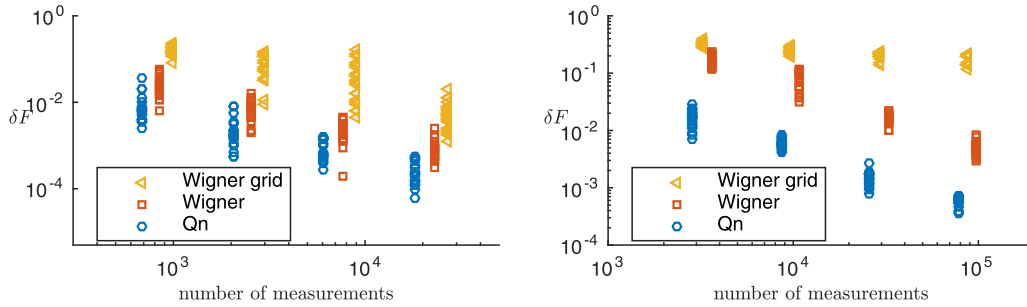 10^0
10^-2
10^-4
δF
Wigner grid
Wigner
Qn
10^3
10^4
number of measurements
10^0
10^-1
10^-2
10^-3
10^-4
δF
Wigner grid
Wigner
Qn
10^3
10^4
10^5
number of measurements